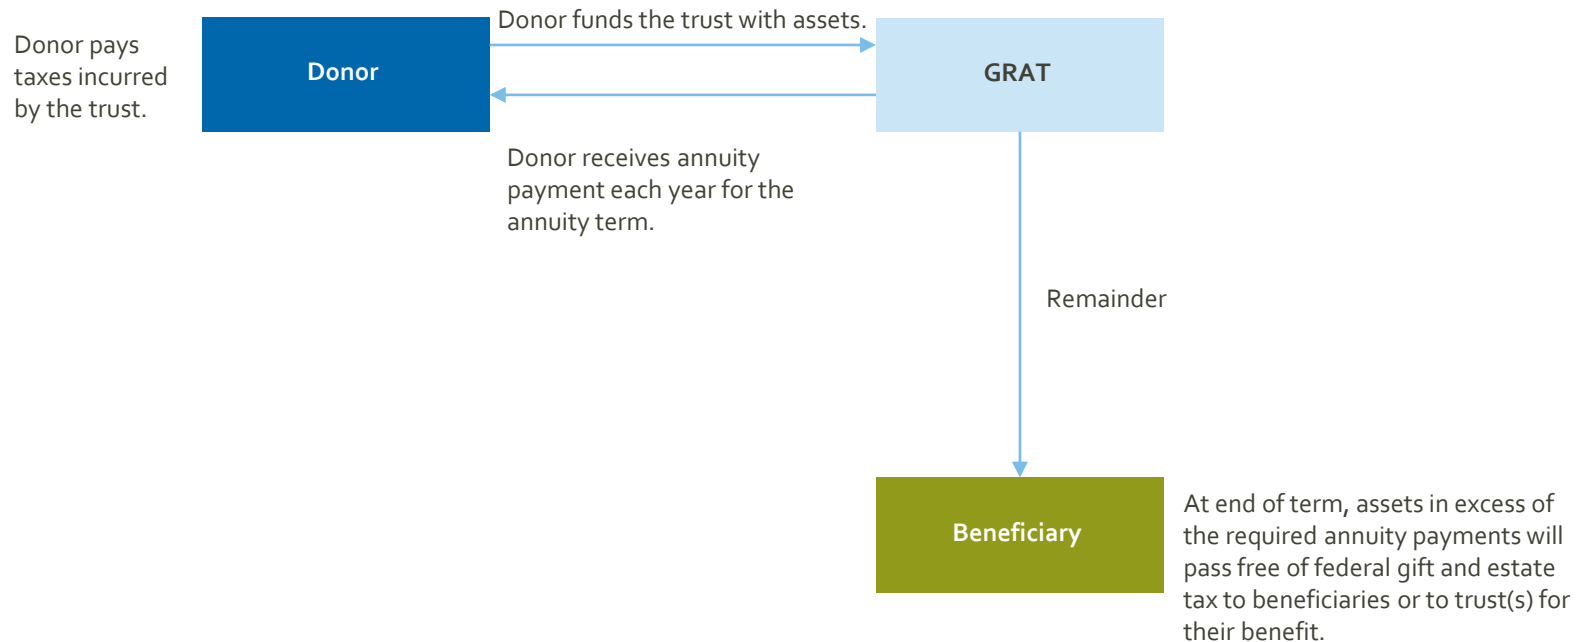 Donor funds the trust with assets.
Donor pays
taxes incurred
by the trust.
Donor
GRAT
Donor receives annuity
payment each year for the
annuity term.
Remainder
Beneficiary
At end of term, assets in excess of
the required annuity payments will
pass free of federal gift and estate
tax to beneficiaries or to trust(s) for
their benefit.